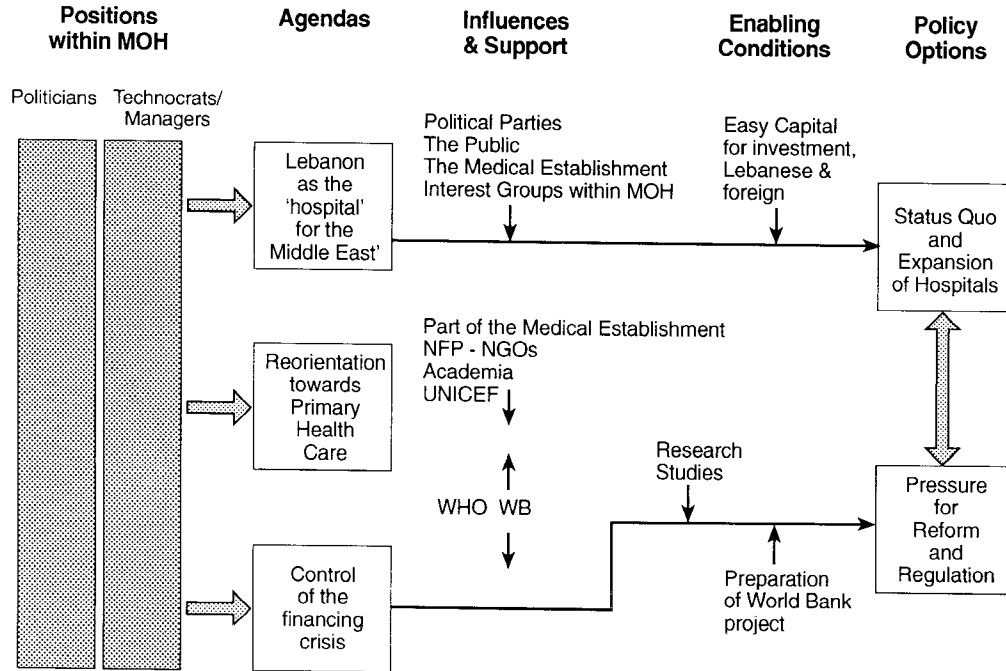 Positions
within MOH
Agendas
Influences
& Support
Enabling
Conditions
Policy
Options
Politicians
Technocrats/
Managers
Lebanon
as the
'hospital'
for the
Middle East'
Political Parties
The Public
The Medical Establishment
Interest Groups within MOH
Easy Capital
for investment,
Lebanese &
foreign
Status Quo
and
Expansion
of Hospitals
Reorientation
towards
Primary
Health
Care
Part of the Medical Establishment
NFP - NGOs
Academia
UNICEF
WHO WB
Research
Studies
Control
of the
financing
crisis
Preparation
of World Bank
project
Pressure
for
Reform
and
Regulation